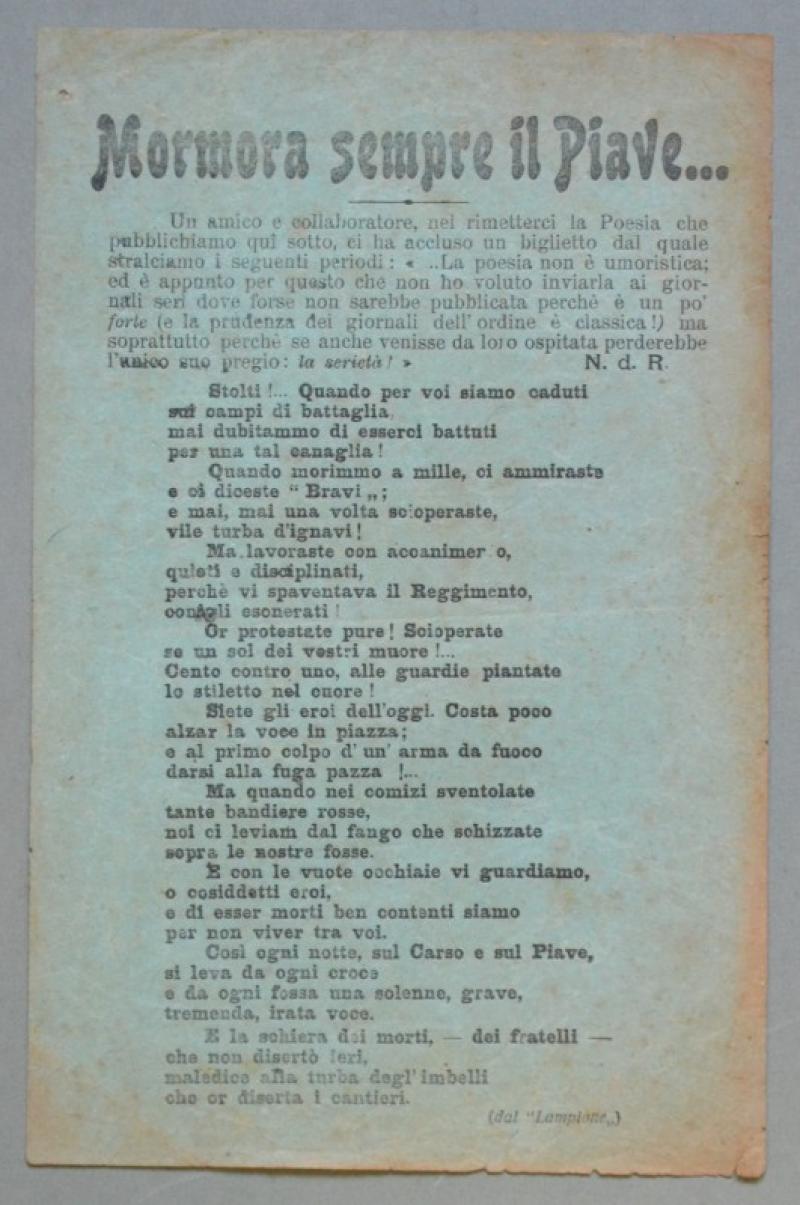 Mormora sempre il Piave...
Un amico e collaboratore, nel rimetterci la Poesia che
pubblichiamo qui sotto, ci ha accluso un biglietto dal quale
stralciamo i seguenti periodi : « ..La poesia non è umoristica;
ed è appunto per questo che non ho voluto inviarla ai gior-
nali seri dove forse non sarebbe pubblicata perchè è un po'
forte (e la prudenza dei giornali dell' ordine è classica !) ma
soprattutto perchè se anche venisse da loro ospitata perderebbe
l'unico suo pregio : la serietà ! »
N. d. R.
Stolti !... Quando per voi siamo caduti
sui campi di battaglia,
mai dubitammo di esserci battuti
per una tal canaglia !
Quando morimmo a mille, ci ammiraste
e ci diceste “ Bravi „ ;
e mai, mai una volta scioperaste,
vile turba d'ignavi !
Ma lavoraste con accanimento,
quieti e disciplinati,
perchè vi spaventava il Reggimento,
conigli esonerati !
Or protestate pure ! Scioperate
se un sol dei vostri muore !...
Cento contro uno, alle guardie piantate
lo stiletto nel cuore !
Siete gli eroi dell'oggi. Costa poco
alzar la voce in piazza ;
e al primo colpo d' un' arma da fuoco
darsi alla fuga pazza !...
Ma quando nei comizi sventolate
tante bandiere rosse,
noi ci leviam dal fango che schizzate
sopra le nostre fosse.
E con le vuote occhiaie vi guardiamo,
o cosiddetti eroi,
e di esser morti ben contenti siamo
per non viver tra voi.
Così ogni notte, sul Carso e sul Piave,
si leva da ogni croce
e da ogni fossa una solenne, grave,
tremenda, irata voce.
E la schiera dei morti, — dei fratelli —
che non disertò ieri,
maledice alla turba degl' imbelli
che or diserta i cantieri.
(dal “Lampione„)